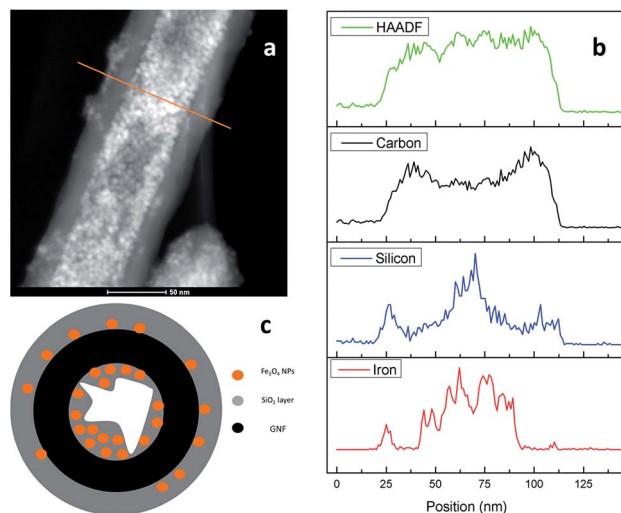 a
50 nm
c
Fe₃O₄ NPs
SiO₂ layer
GNF
b
HAADF
Carbon
Silicon
Iron
0 25 50 75 100 125
Position (nm)